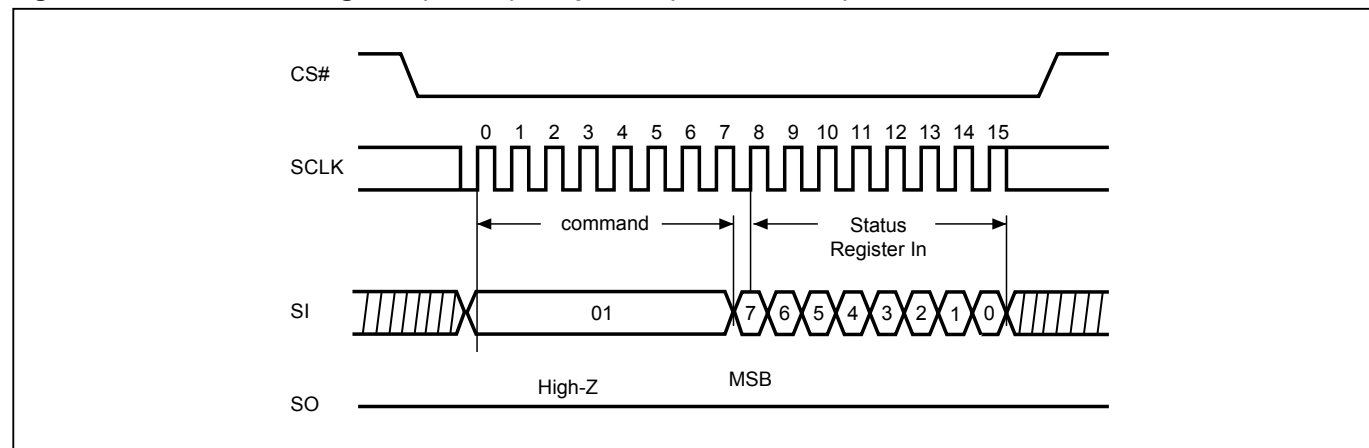 CS#
0 1 2 3 4 5 6 7 8 9 10 11 12 13 14 15
SCLK
command
Status
Register In
SI
01
7 6 5 4 3 2 1 0
High-Z
MSB
SO